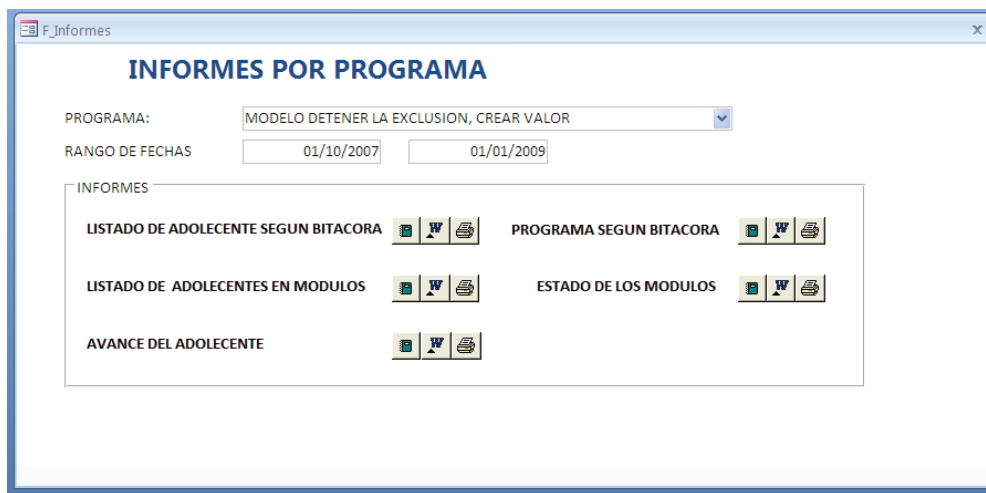 F_Informes
INFORMES POR PROGRAMA
PROGRAMA: MODELO DETENER LA EXCLUSION, CREAR VALOR
RANGO DE FECHAS 01/10/2007 01/01/2009
INFORMES
LISTADO DE ADOLECENTE SEGUN BITACORA W PROGRAMA SEGUN BITACORA W
LISTADO DE ADOLECENTES EN MODULOS W ESTADO DE LOS MODULOS W
AVANCE DEL ADOLECENTE W